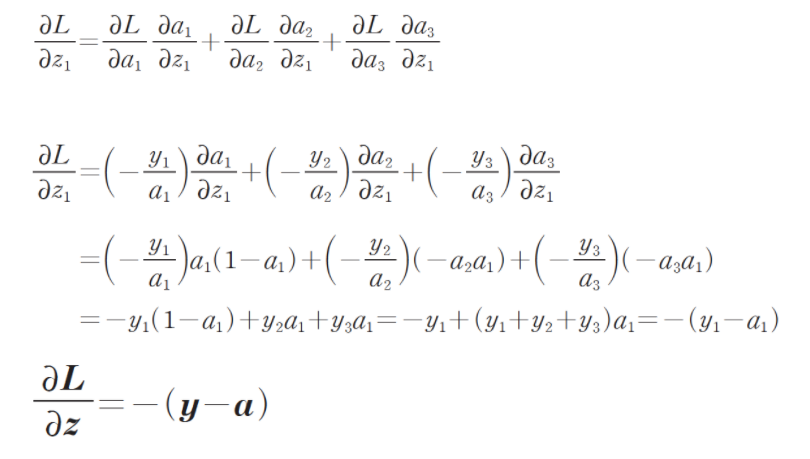 ∂L/∂z₁ = ∂L/∂a₁ ∂a₁/∂z₁ + ∂L/∂a₂ ∂a₂/∂z₁ + ∂L/∂a₃ ∂a₃/∂z₁
∂L/∂z₁ = (−y₁/a₁) ∂a₁/∂z₁ + (−y₂/a₂) ∂a₂/∂z₁ + (−y₃/a₃) ∂a₃/∂z₁
= (−y₁/a₁)a₁(1−a₁) + (−y₂/a₂)(−a₂a₁) + (−y₃/a₃)(−a₃a₁)
= −y₁(1−a₁) + y₂a₁ + y₃a₁ = −y₁ + (y₁+y₂+y₃)a₁ = −(y₁−a₁)
∂L/∂z = −(y−a)